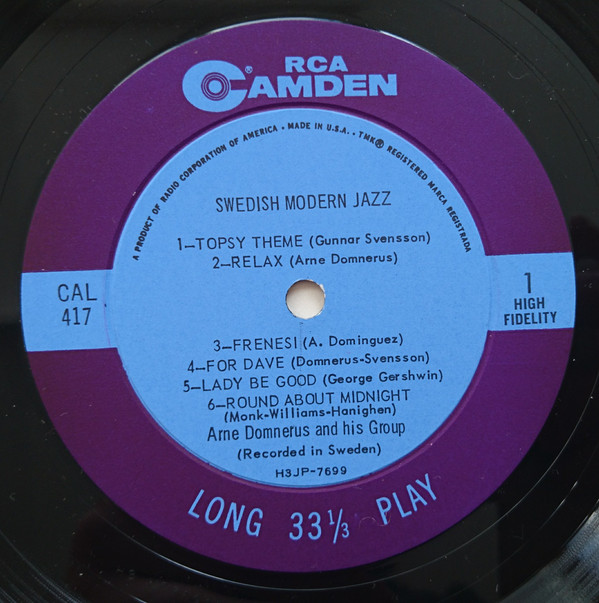 RCA
CAMDEN®
A PRODUCT OF RADIO CORPORATION OF AMERICA • MADE IN U.S.A. • TMK® REGISTERED MARCA REGISTRADA
SWEDISH MODERN JAZZ
1—TOPSY THEME (Gunnar Svensson)
2—RELAX (Arne Domnerus)
CAL
417
1
HIGH
FIDELITY
3—FRENESI (A. Dominguez)
4—FOR DAVE (Domnerus-Svensson)
5—LADY BE GOOD (George Gershwin)
6—ROUND ABOUT MIDNIGHT
(Monk-Williams-Hanighen)
Arne Domnerus and his Group
(Recorded in Sweden)
H3JP-7699
LONG 33⅓ PLAY